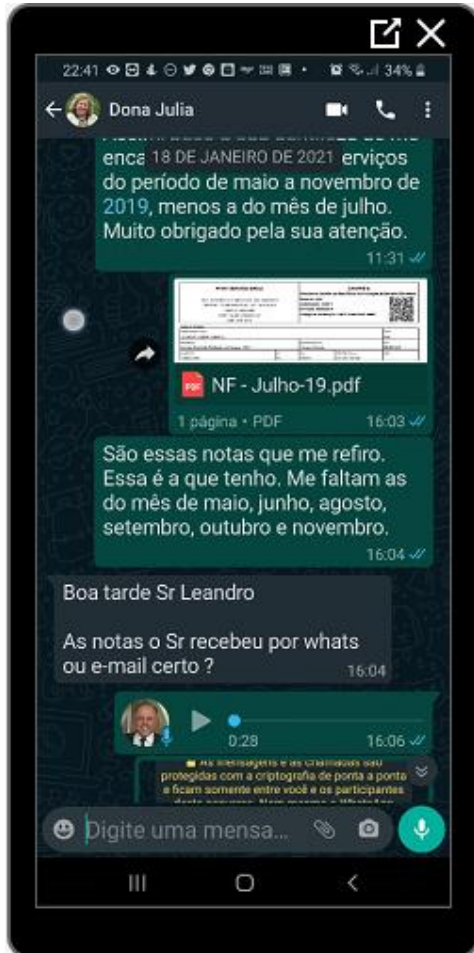 22:41
34%
Dona Julia
18 DE JANEIRO DE 2021
enca erviços
do período de maio a novembro de
2019, menos a do mês de julho.
Muito obrigado pela sua atenção.
11:31
PDF
NF - Julho-19.pdf
1 página • PDF
16:03
São essas notas que me refiro.
Essa é a que tenho. Me faltam as
do mês de maio, junho, agosto,
setembro, outubro e novembro.
16:04
Boa tarde Sr Leandro
As notas o Sr recebeu por whats
ou e-mail certo ?
16:04
0:28
16:06
As mensagens e as chamadas são
protegidas com a criptografia de ponta a ponta
e ficam somente entre você e os participantes
Digite uma mensa...